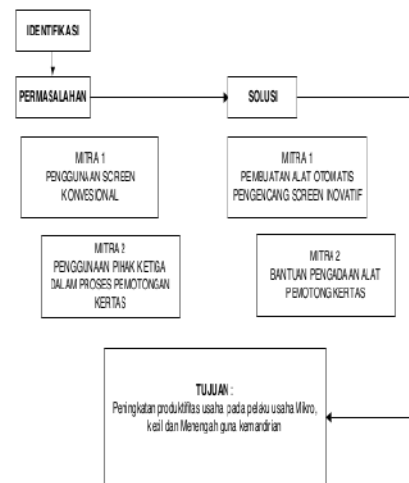 IDENTIFIKASI
PERMASALAHAN
SOLUSI
MITRA 1
PENGGUNAAN SCREEN
KONVESIONAL
MITRA 1
PEMBUATAN ALAT OTOMATIS
PENGENCANG SCREEN INOVATIF
MITRA 2
PENGGUNAAN PIHAK KETIGA
DALAM PROSES PEMOTONGAN
KERTAS
MITRA 2
BANTUAN PENGADAAN ALAT
PEMOTONG KERTAS
TUJUAN :
Peningkatan produktifitas usaha pada pelaku usaha Mikro,
kecil dan Menengah guna kemandirian